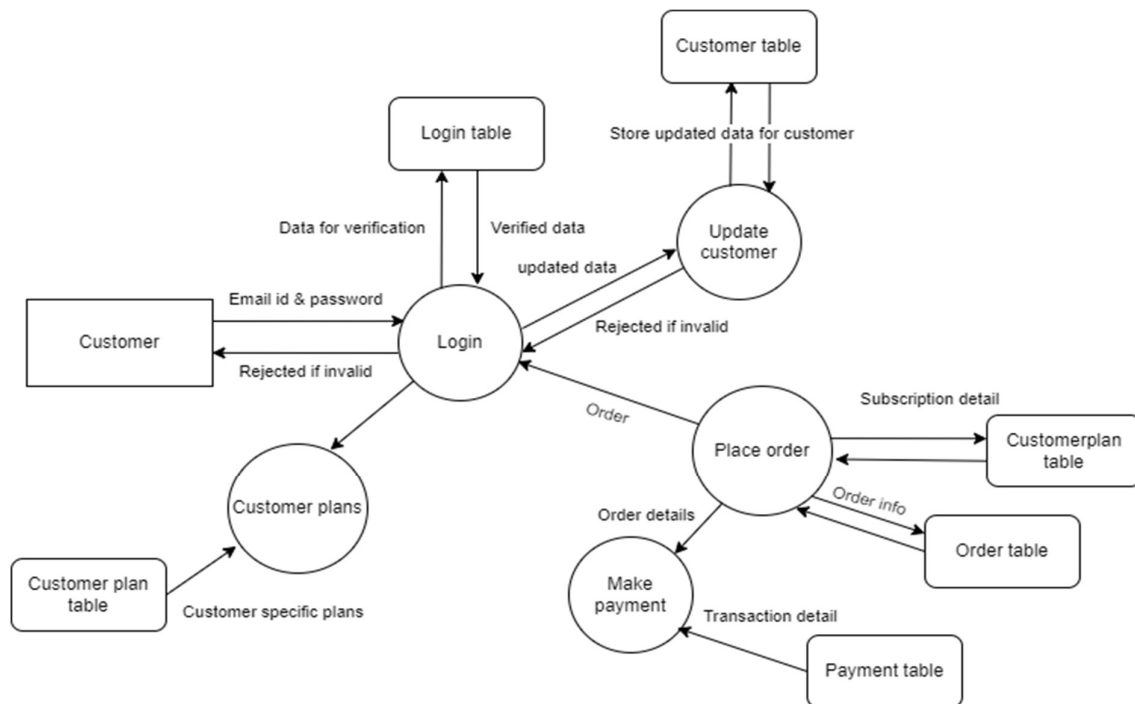 Customer table
Login table
Store updated data for customer
Data for verification
Verified data
Update
customer
updated data
Email id & password
Customer
Login
Rejected if invalid
Rejected if invalid
Order
Subscription detail
Place order
Customerplan
table
Customer plans
Order info
Order details
Order table
Customer plan
table
Customer specific plans
Make
payment
Transaction detail
Payment table